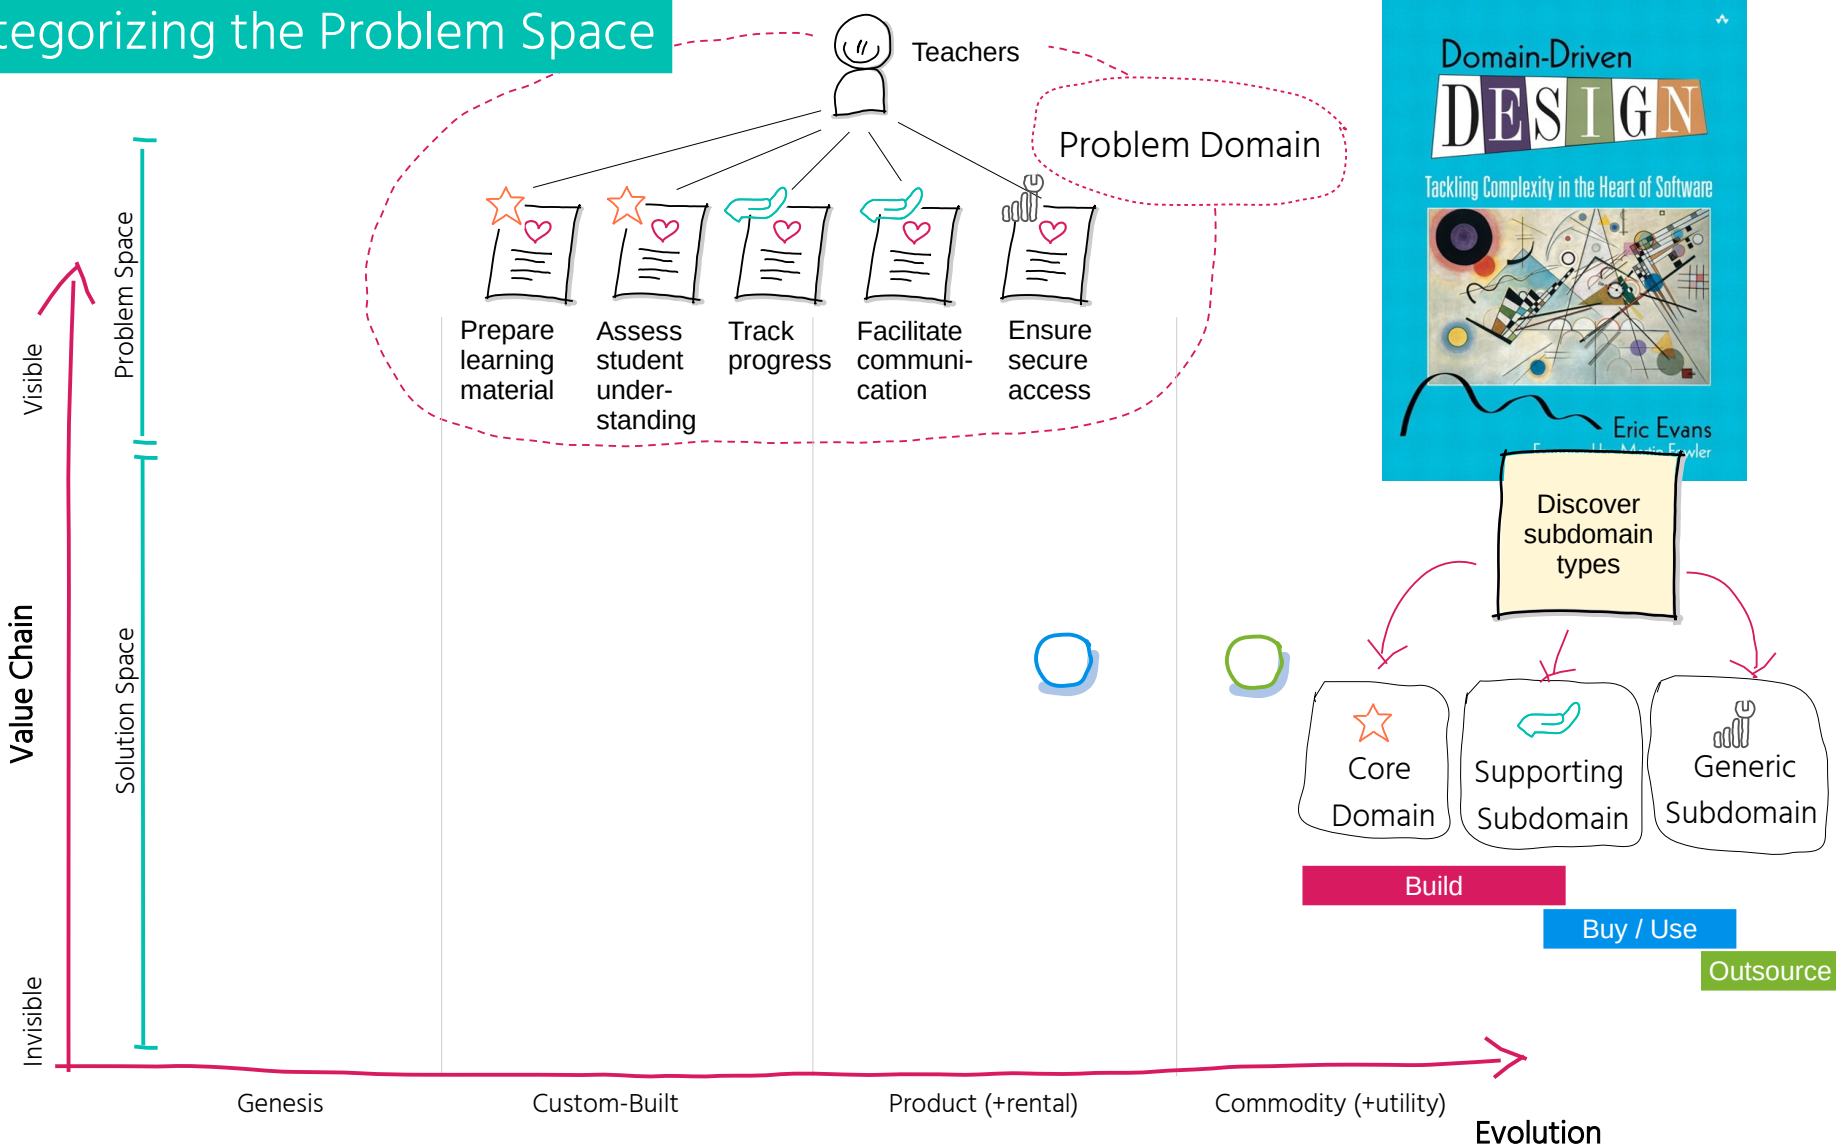 tegorizing the Problem Space
Teachers
Problem Domain
Prepare
learning
material
Assess
student
under-
standing
Track
progress
Facilitate
communi-
cation
Ensure
secure
access
Visible
Problem Space
Value Chain
Solution Space
Invisible
Genesis
Custom-Built
Product (+rental)
Commodity (+utility)
Evolution
Domain-Driven
DESIGN
Tackling Complexity in the Heart of Software
Eric Evans
Discover
subdomain
types
Core
Domain
Supporting
Subdomain
Generic
Subdomain
Build
Buy / Use
Outsource